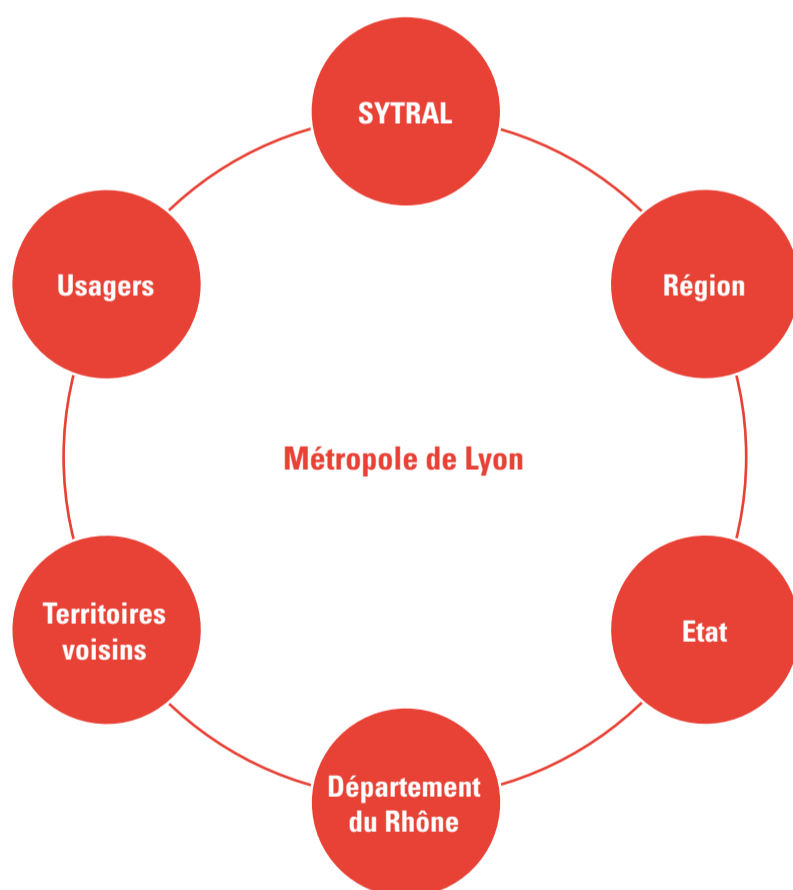 SYTRAL
Usagers
Région
Métropole de Lyon
Territoires
voisins
Etat
Département
du Rhône